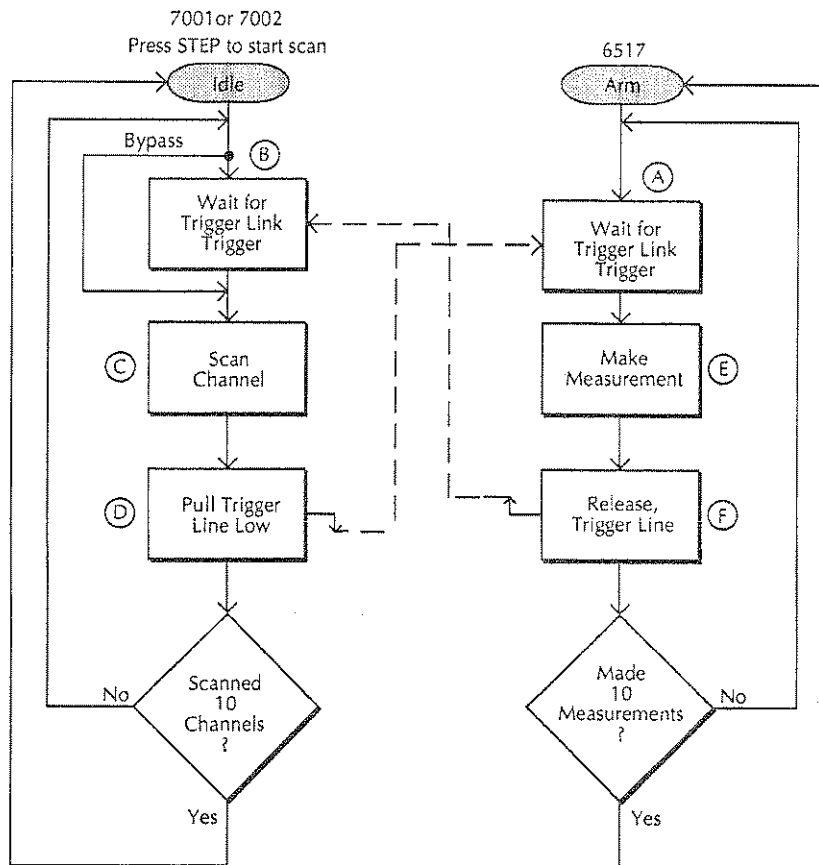 7001 or 7002
Press STEP to start scan
Idle
Bypass
B
Wait for
Trigger Link
Trigger
C
Scan
Channel
D
Pull Trigger
Line Low
No
Scanned
10
Channels
?
Yes
6517
Arm
A
Wait for
Trigger Link
Trigger
Make
Measurement
E
Release,
Trigger Line
F
Made
10
Measurements
?
No
Yes